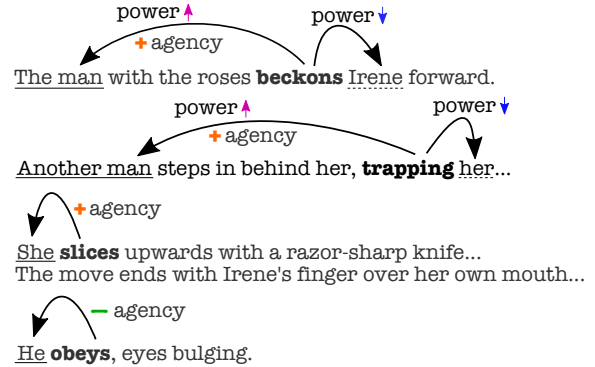 power power
+ agency
The man with the roses beckons Irene forward.
power power
+ agency
Another man steps in behind her, trapping her...
+ agency
She slices upwards with a razor-sharp knife...
The move ends with Irene's finger over her own mouth...
− agency
He obeys, eyes bulging.